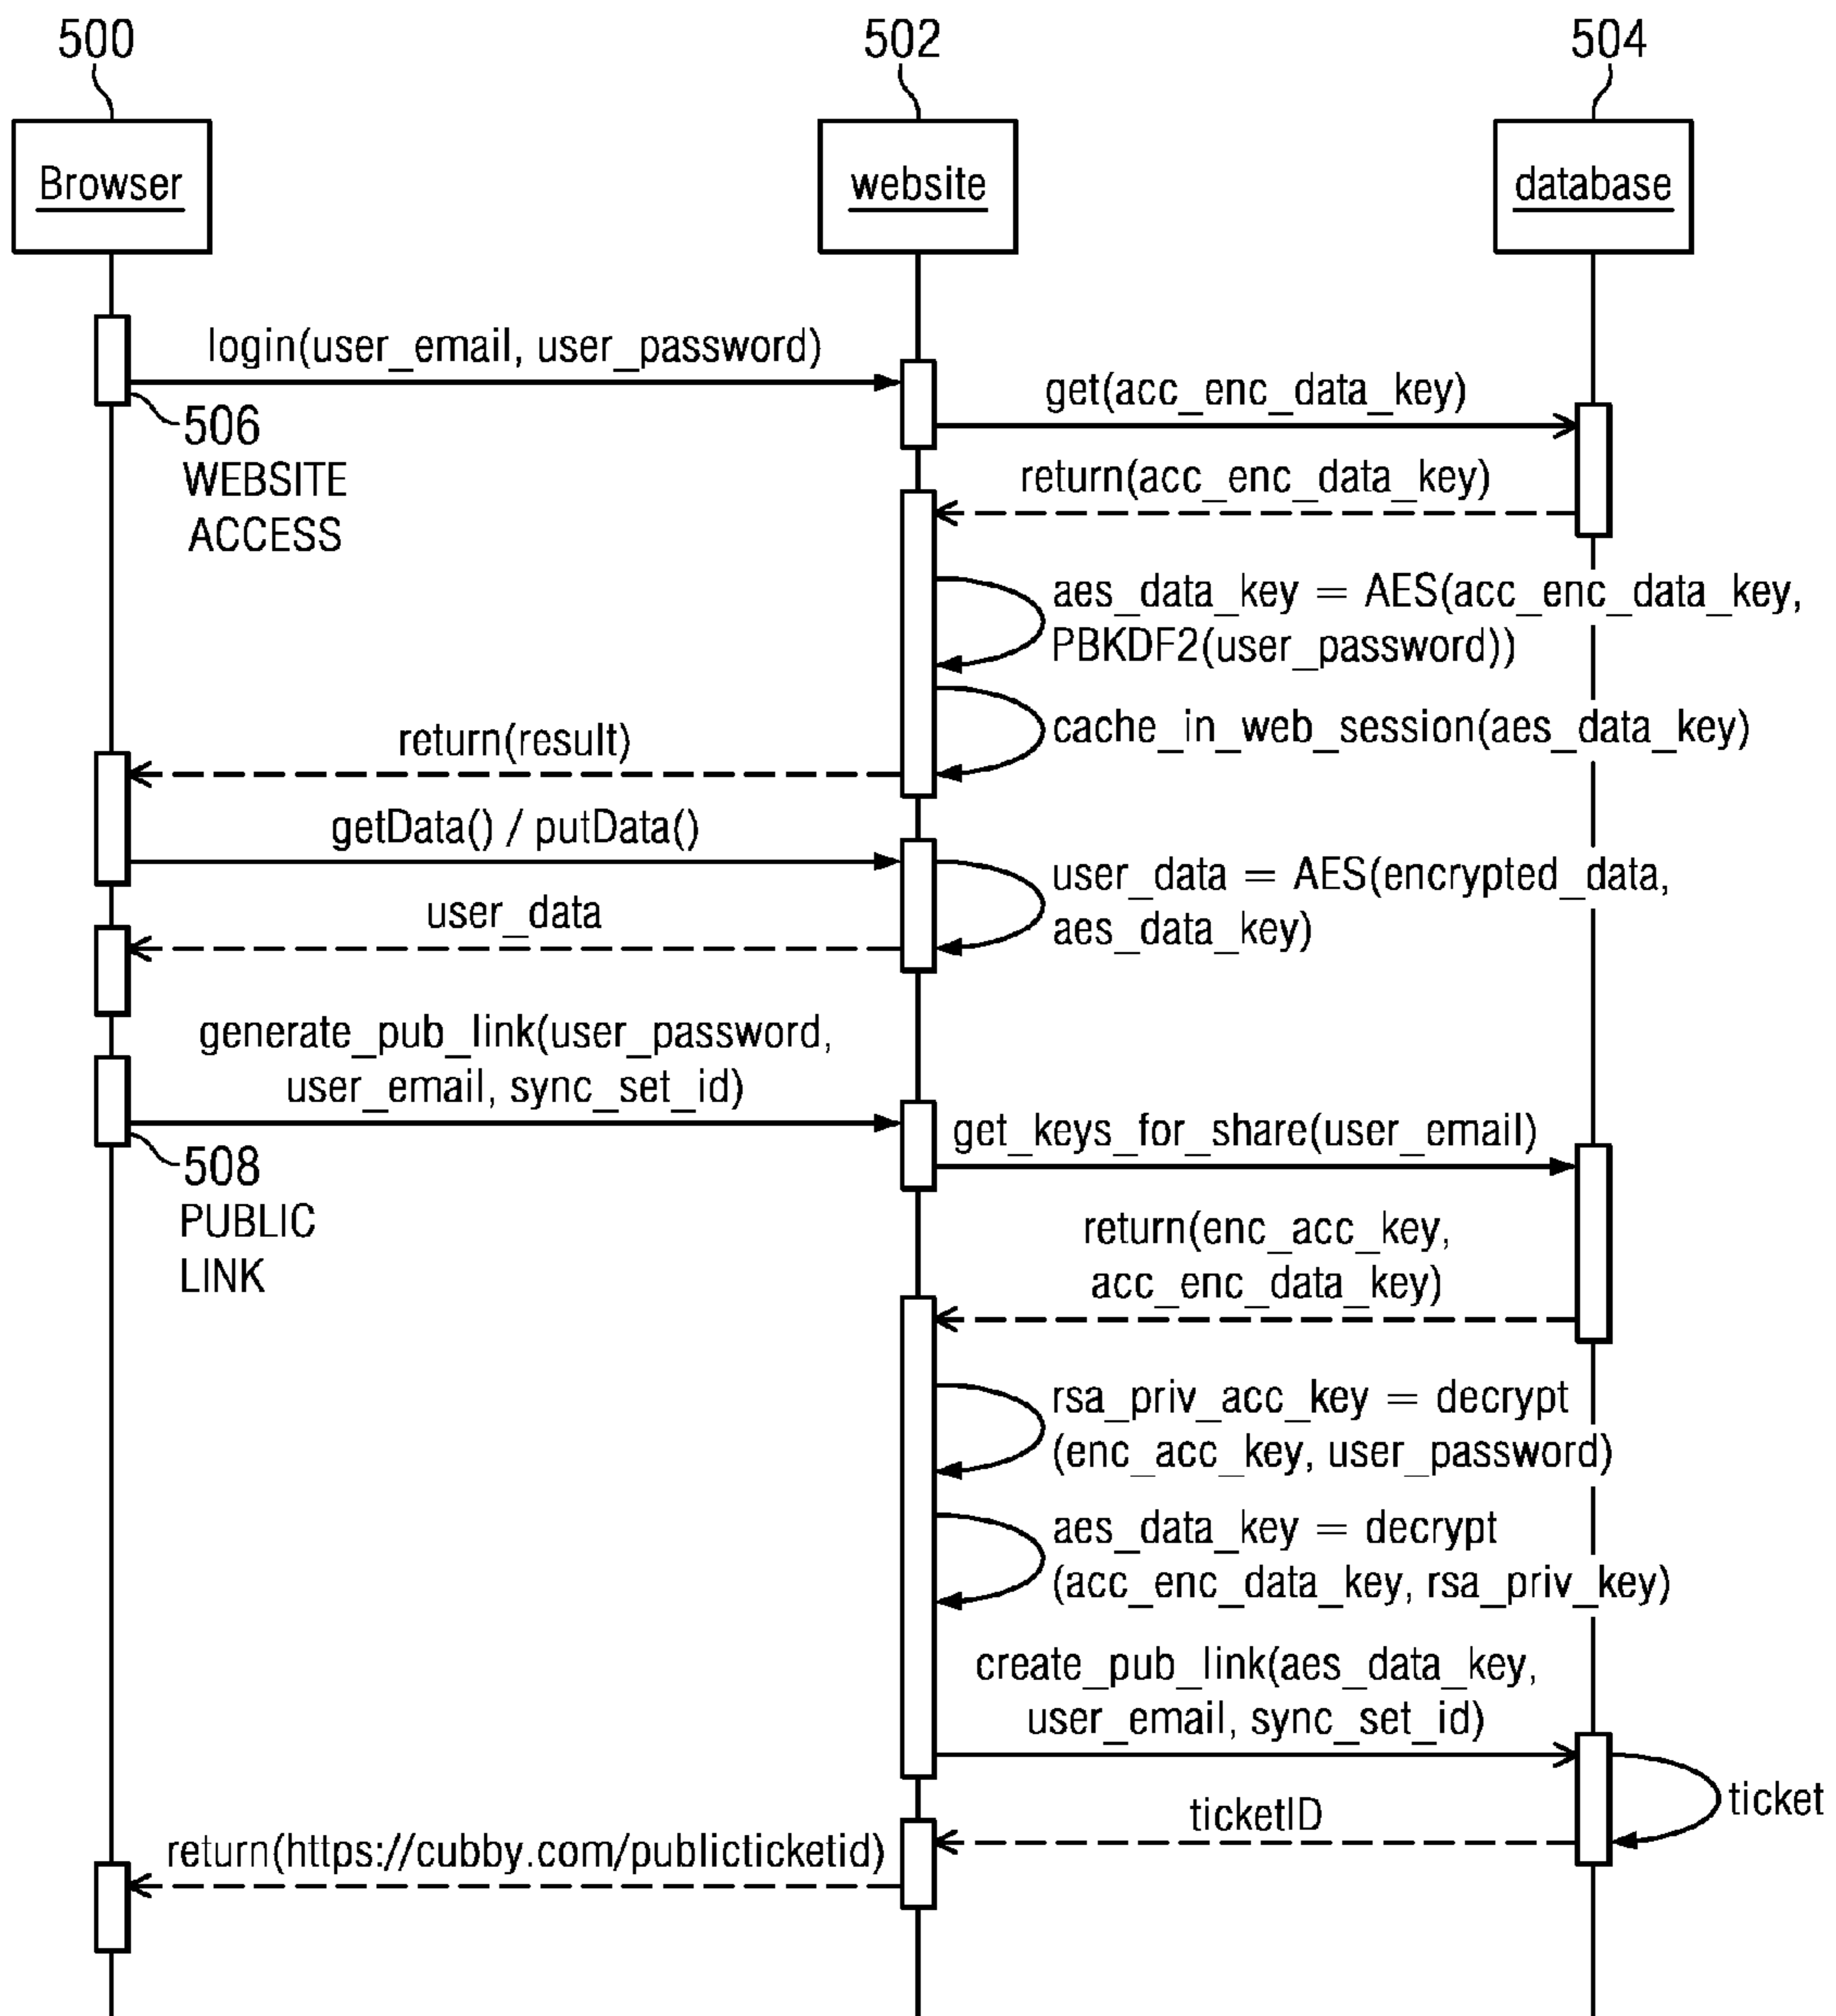 500
502
504
Browser
website
database
login(user_email, user_password)
506
WEBSITE
ACCESS
get(acc_enc_data_key)
return(acc_enc_data_key)
aes_data_key = AES(acc_enc_data_key,
PBKDF2(user_password))
cache_in_web_session(aes_data_key)
return(result)
getData() / putData()
user_data = AES(encrypted_data,
aes_data_key)
user_data
generate_pub_link(user_password,
user_email, sync_set_id)
508
PUBLIC
LINK
get_keys_for_share(user_email)
return(enc_acc_key,
acc_enc_data_key)
rsa_priv_acc_key = decrypt
(enc_acc_key, user_password)
aes_data_key = decrypt
(acc_enc_data_key, rsa_priv_key)
create_pub_link(aes_data_key,
user_email, sync_set_id)
ticket
ticketID
return(https://cubby.com/publicticketid)